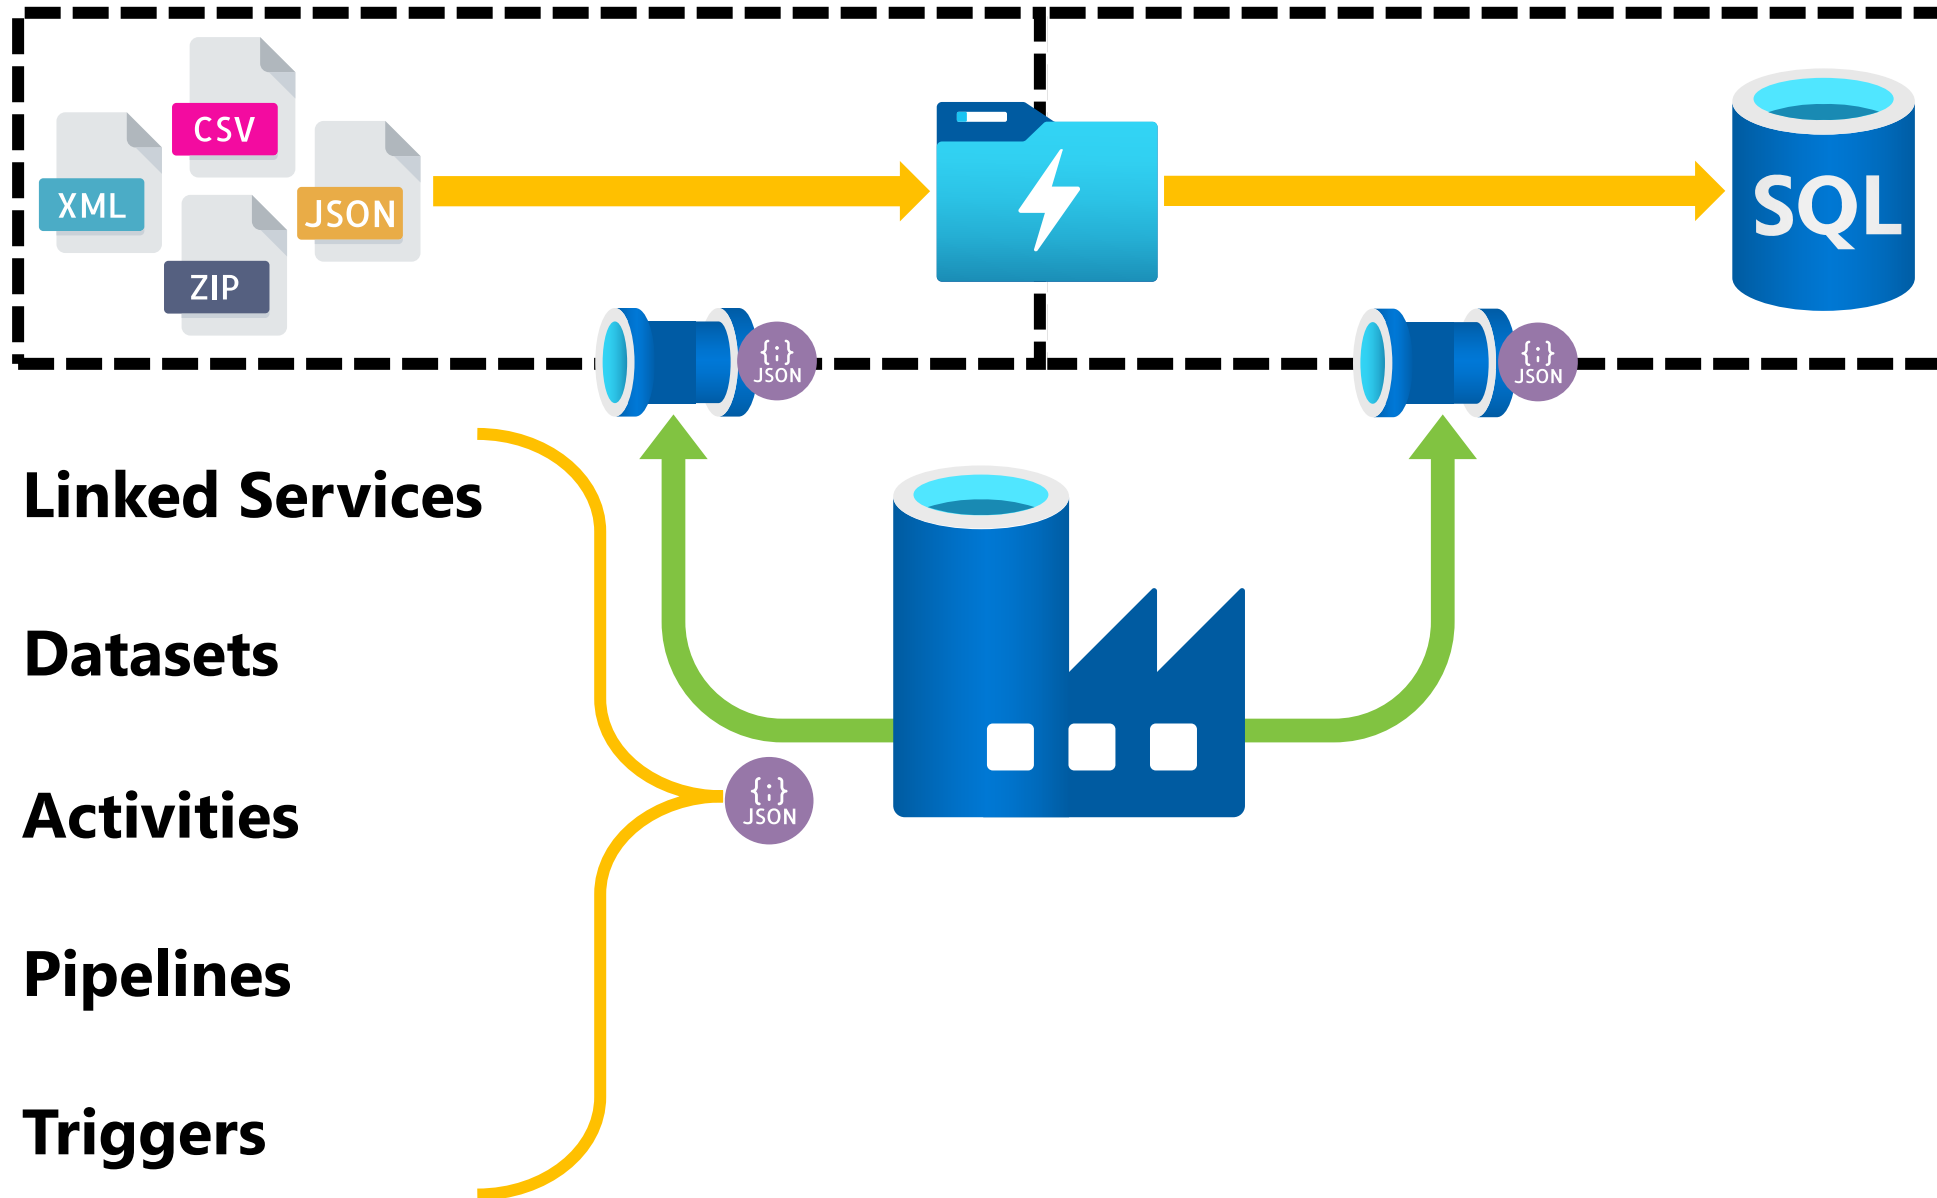 CSV
XML
JSON
ZIP
SQL
{:}
JSON
{:}
JSON
Linked Services
Datasets
Activities
{:}
JSON
Pipelines
Triggers